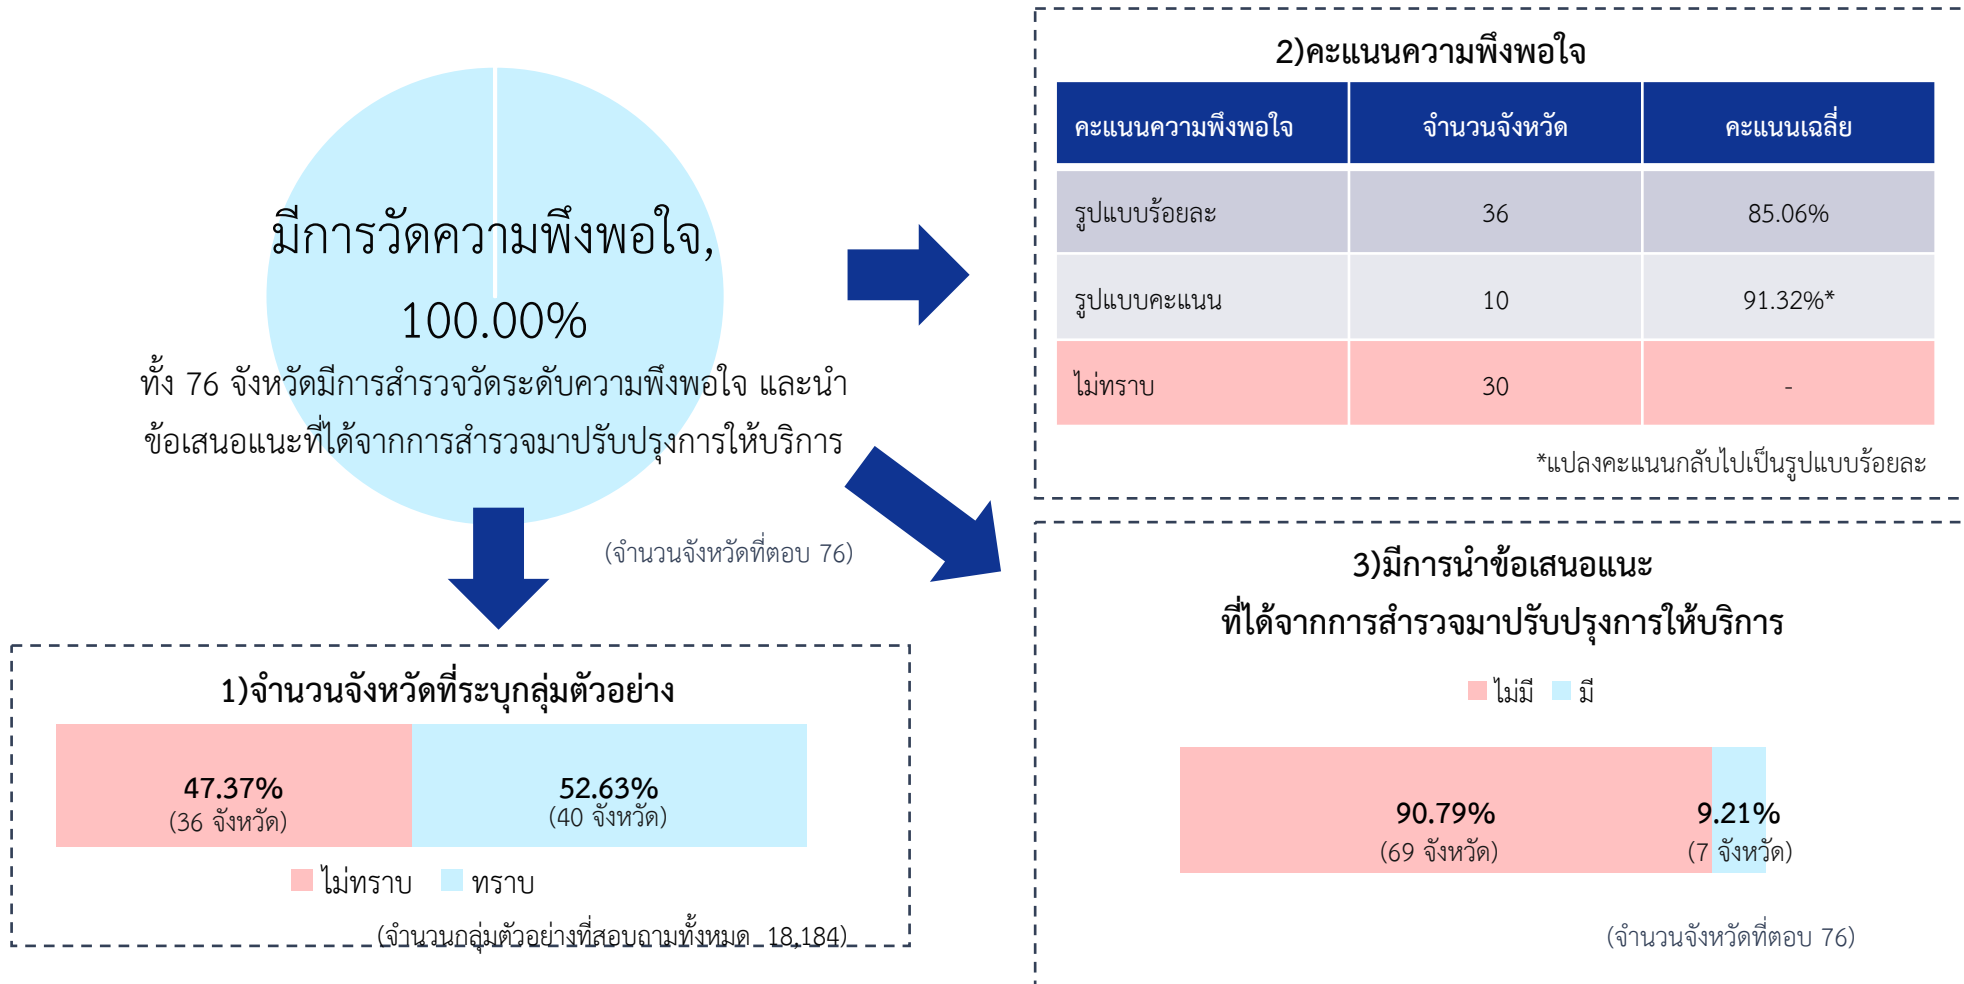 มีการวัดความพึงพอใจ,
100.00%
ทั้ง 76 จังหวัดมีการสำรวจวัดระดับความพึงพอใจ และนำ
ข้อเสนอแนะที่ได้จากการสำรวจมาปรับปรุงการให้บริการ
(จำนวนจังหวัดที่ตอบ 76)
1)จำนวนจังหวัดที่ระบุกลุ่มตัวอย่าง
47.37% 52.63%
(36 จังหวัด) (40 จังหวัด)
ไม่ทราบ ทราบ
(จำนวนกลุ่มตัวอย่างที่สอบถามทั้งหมด 18,184)
2)คะแนนความพึงพอใจ
คะแนนความพึงพอใจ จำนวนจังหวัด คะแนนเฉลี่ย
รูปแบบร้อยละ 36 85.06%
รูปแบบคะแนน 10 91.32%*
ไม่ทราบ 30 -
*แปลงคะแนนกลับไปเป็นรูปแบบร้อยละ
3)มีการนำข้อเสนอแนะ
ที่ได้จากการสำรวจมาปรับปรุงการให้บริการ
ไม่มี มี
90.79% 9.21%
(69 จังหวัด) (7 จังหวัด)
(จำนวนจังหวัดที่ตอบ 76)